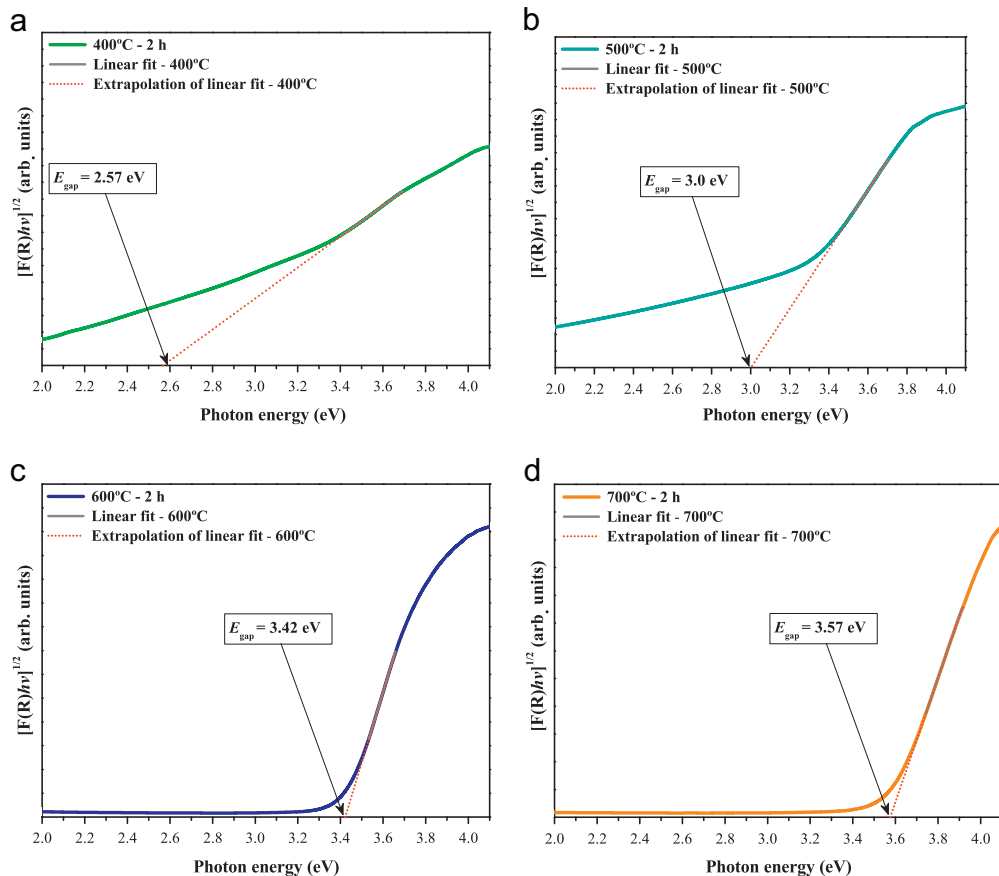 a
400ºC - 2 h
Linear fit - 400ºC
Extrapolation of linear fit - 400ºC
E_gap = 2.57 eV
[F(R)hν]^1/2 (arb. units)
2.0 2.2 2.4 2.6 2.8 3.0 3.2 3.4 3.6 3.8 4.0
Photon energy (eV)
b
500ºC - 2 h
Linear fit - 500ºC
Extrapolation of linear fit - 500ºC
E_gap = 3.0 eV
[F(R)hν]^1/2 (arb. units)
2.0 2.2 2.4 2.6 2.8 3.0 3.2 3.4 3.6 3.8 4.0
Photon energy (eV)
c
600ºC - 2 h
Linear fit - 600ºC
Extrapolation of linear fit - 600ºC
E_gap = 3.42 eV
[F(R)hν]^1/2 (arb. units)
2.0 2.2 2.4 2.6 2.8 3.0 3.2 3.4 3.6 3.8 4.0
Photon energy (eV)
d
700ºC - 2 h
Linear fit - 700ºC
Extrapolation of linear fit - 700ºC
E_gap = 3.57 eV
[F(R)hν]^1/2 (arb. units)
2.0 2.2 2.4 2.6 2.8 3.0 3.2 3.4 3.6 3.8 4.0
Photon energy (eV)